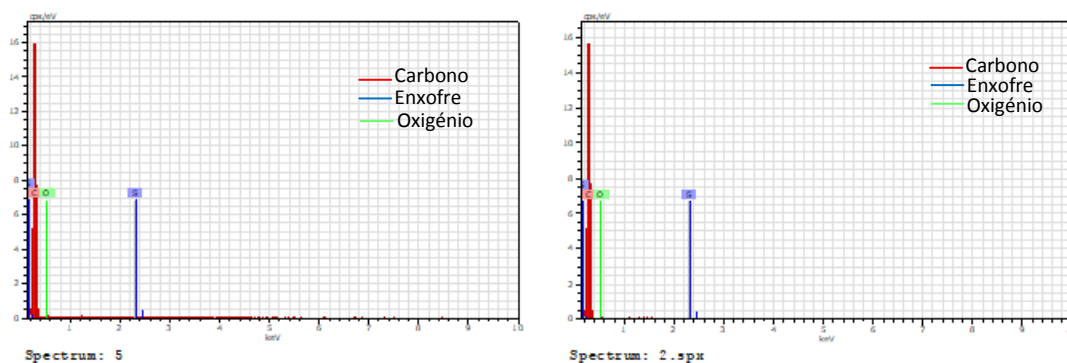 cps/eV
16
14
12
10
8
6
4
2
0
Carbono
Enxofre
Oxigénio
S
C O
S
1 2 3 4 5 6 7 8 9 10
keV
Spectrum: 5
cps/eV
16
14
12
10
8
6
4
2
0
Carbono
Enxofre
Oxigénio
S
C O
S
1 2 3 4 5 6 7 8 9
keV
Spectrum: 2.spx